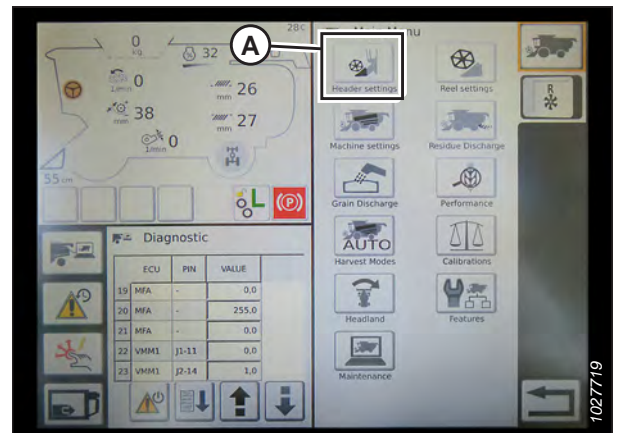 28c
Main Menu
A
0
kg
32
Header settings
Reel settings
R
0
1/min
mm
26
38
mm
mm
27
0
1/min
Machine settings
Residue Discharge
55 cm
L
(P)
Grain Discharge
Performance
Diagnostic
AUTO
Harvest Modes
Calibrations
ECU PIN VALUE
19 MFA - 0,0
20 MFA - 255.0
21 MFA - 0.0
22 VMM1 J1-11 0,0
23 VMM1 J2-14 1,0
Headland
Features
Maintenance
1027719